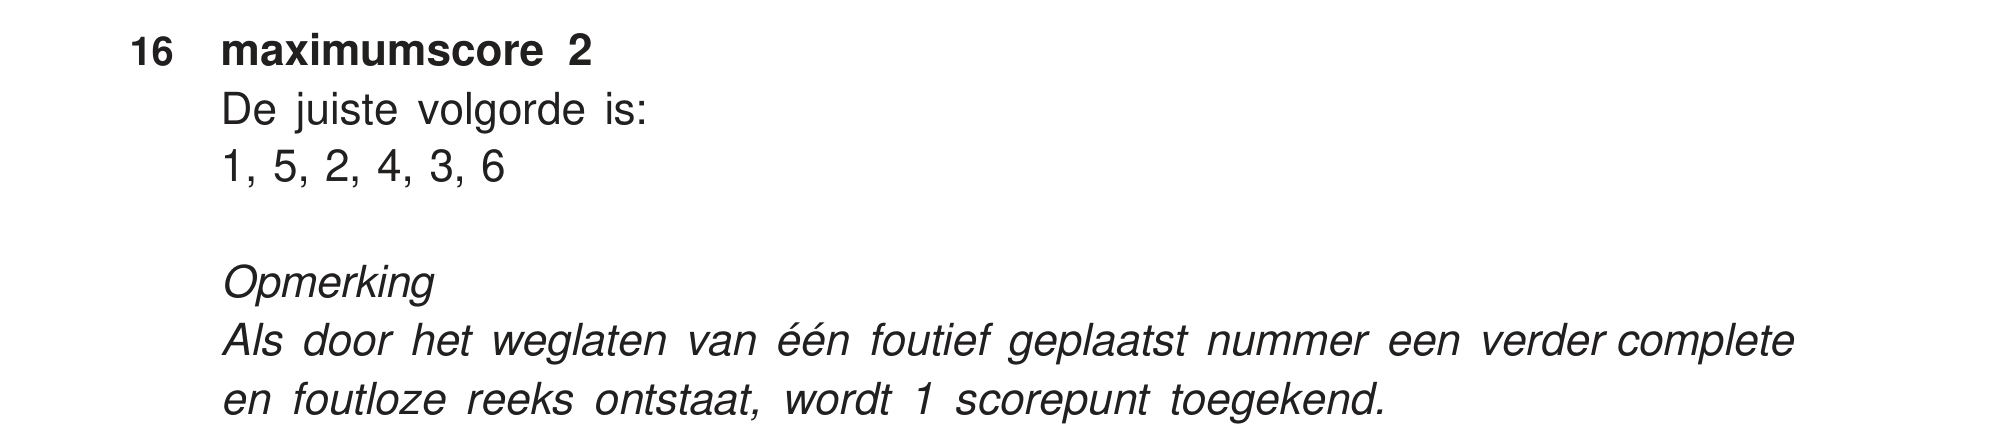 16 maximumscore 2
De juiste volgorde is:
1, 5, 2, 4, 3, 6
Opmerking
Als door het weglaten van één foutief geplaatst nummer een verder complete
en foutloze reeks ontstaat, wordt 1 scorepunt toegekend.